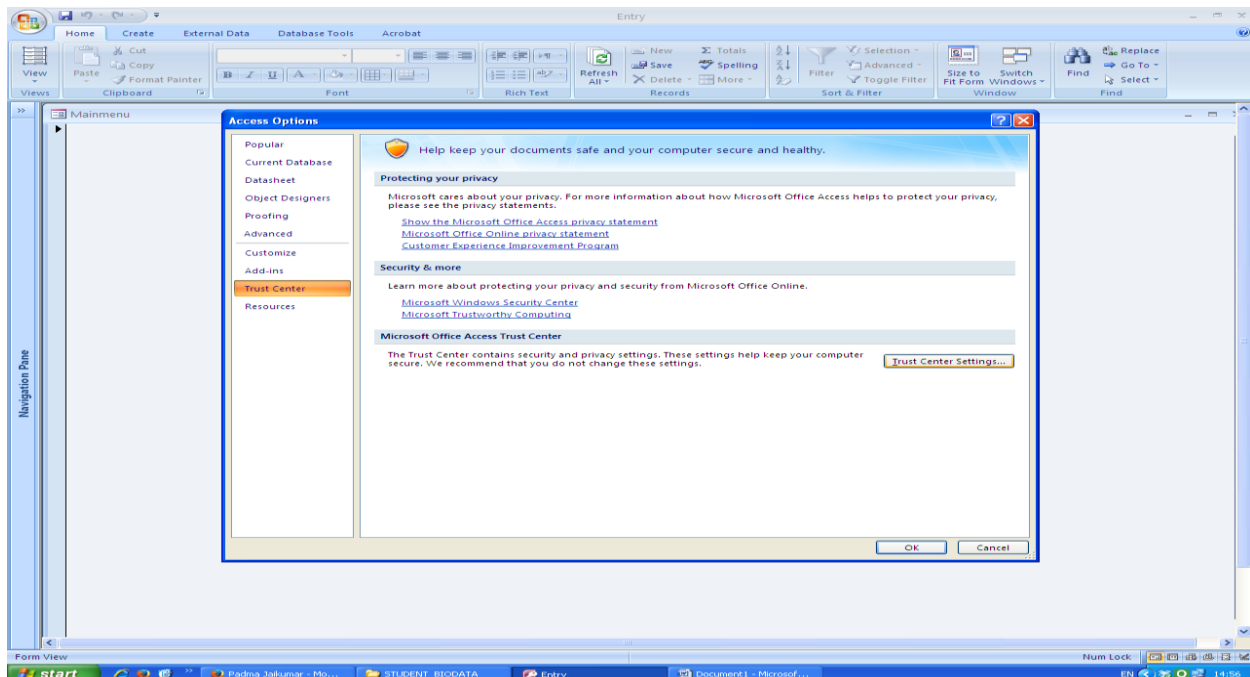 Entry
Home Create External Data Database Tools Acrobat
View
Views
Paste
Cut
Copy
Format Painter
Clipboard
B I U A
Font
Rich Text
Refresh All
New
Save
Delete
Totals
Spelling
More
Records
Filter
Selection
Advanced
Toggle Filter
Sort & Filter
Size to Fit Form
Switch Windows
Window
Find
Replace
Go To
Select
Find
Mainmenu
Navigation Pane
Access Options
Popular
Current Database
Datasheet
Object Designers
Proofing
Advanced
Customize
Add-ins
Trust Center
Resources
Help keep your documents safe and your computer secure and healthy.
Protecting your privacy
Microsoft cares about your privacy. For more information about how Microsoft Office Access helps to protect your privacy,
please see the privacy statements.
Show the Microsoft Office Access privacy statement
Microsoft Office Online privacy statement
Customer Experience Improvement Program
Security & more
Learn more about protecting your privacy and security from Microsoft Office Online.
Microsoft Windows Security Center
Microsoft Trustworthy Computing
Microsoft Office Access Trust Center
The Trust Center contains security and privacy settings. These settings help keep your computer
secure. We recommend that you do not change these settings.
Trust Center Settings...
OK Cancel
Form View
Num Lock
start
Padma Jaikumar - Mo...
STUDENT BIODATA
Entry
Document1 - Microsof...
EN
14:56